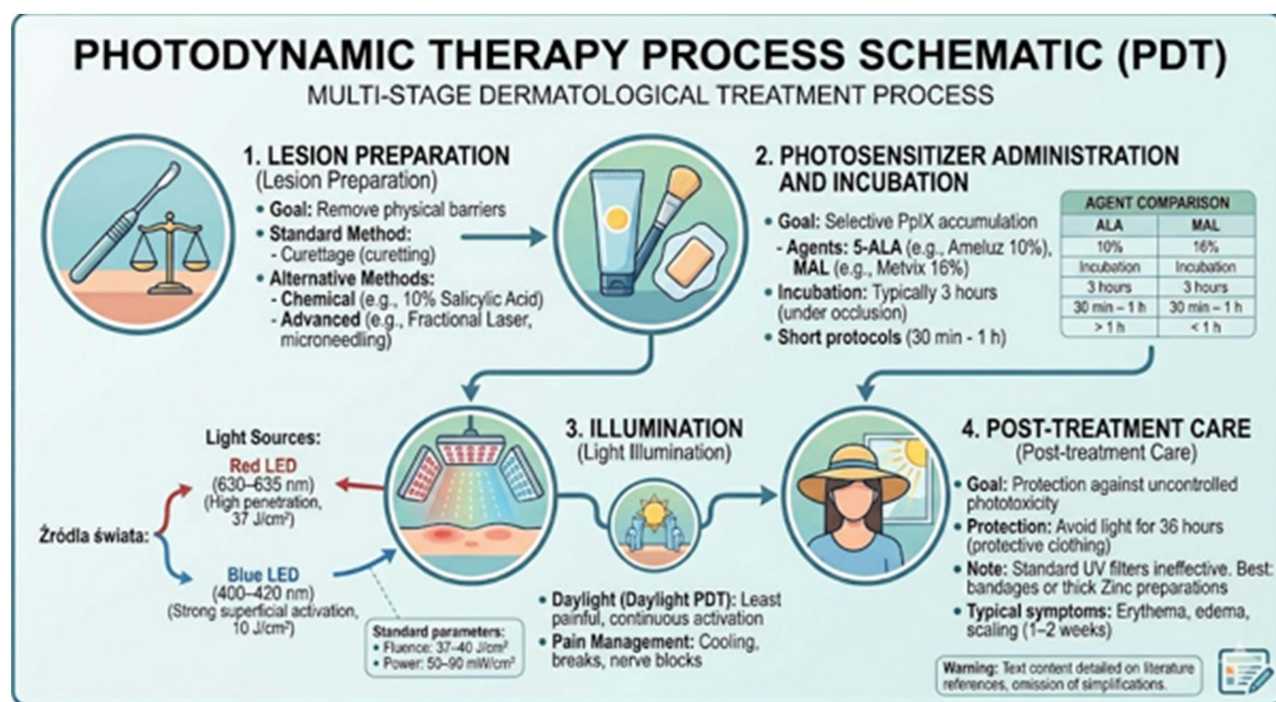 PHOTODYNAMIC THERAPY PROCESS SCHEMATIC (PDT)
MULTI-STAGE DERMATOLOGICAL TREATMENT PROCESS
1. LESION PREPARATION
(Lesion Preparation)
• Goal: Remove physical barriers
• Standard Method:
- Curettage (curetting)
• Alternative Methods:
- Chemical (e.g., 10% Salicylic Acid)
- Advanced (e.g., Fractional Laser,
microneedling)
2. PHOTOSENSITIZER ADMINISTRATION
AND INCUBATION
• Goal: Selective PpIX accumulation
- Agents: 5-ALA (e.g., Ameluz 10%),
MAL (e.g., Metvix 16%)
• Incubation: Typically 3 hours
(under occlusion)
• Short protocols (30 min - 1 h)
AGENT COMPARISON
ALA MAL
10% 16%
Incubation Incubation
3 hours 3 hours
30 min – 1 h 30 min – 1 h
> 1 h < 1 h
Light Sources:
Red LED
(630–635 nm)
(High penetration,
37 J/cm²)
Źródła świata:
Blue LED
(400–420 nm)
(Strong superficial activation,
10 J/cm²)
Standard parameters:
• Fluence: 37–40 J/cm²
• Power: 50–90 mW/cm²
3. ILLUMINATION
(Light Illumination)
• Daylight (Daylight PDT): Least
painful, continuous activation
• Pain Management: Cooling,
breaks, nerve blocks
4. POST-TREATMENT CARE
(Post-treatment Care)
• Goal: Protection against uncontrolled
phototoxicity
• Protection: Avoid light for 36 hours
(protective clothing)
• Note: Standard UV filters ineffective. Best:
bandages or thick Zinc preparations
• Typical symptoms: Erythema, edema,
scaling (1–2 weeks)
Warning: Text content detailed on literature
references, omission of simplifications.